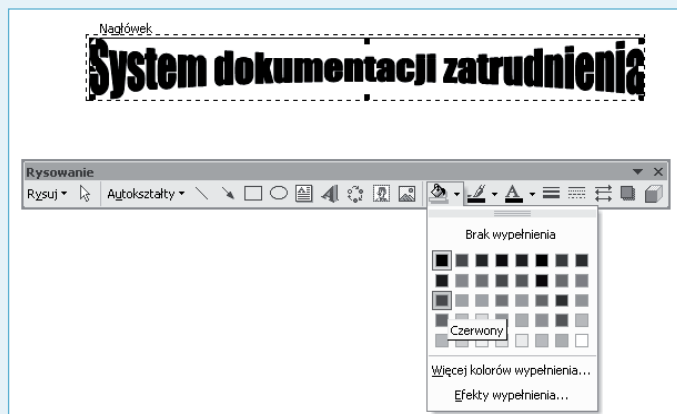 Nagłówek
System dokumentacji zatrudnienia
Rysowanie
Rysuj Autokształty
Brak wypełnienia
Czerwony
Więcej kolorów wypełnienia...
Efekty wypełnienia...